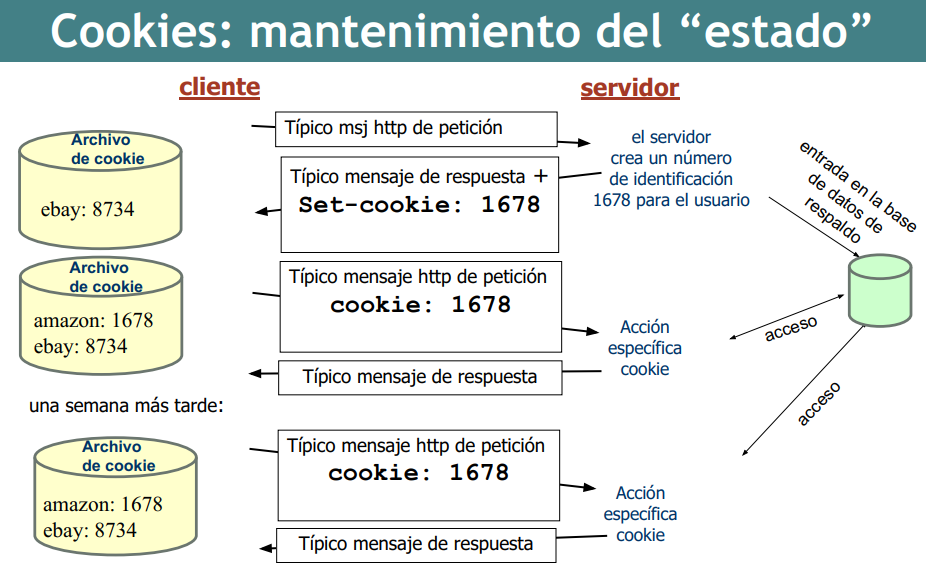 Cookies: mantenimiento del “estado”
cliente
servidor
Archivo
de cookie
ebay: 8734
Típico msj http de petición
Típico mensaje de respuesta +
Set-cookie: 1678
el servidor
crea un número
de identificación
1678 para el usuario
entrada en la base
de datos de
respaldo
Archivo
de cookie
amazon: 1678
ebay: 8734
Típico mensaje http de petición
cookie: 1678
Acción
específica
cookie
acceso
Típico mensaje de respuesta
una semana más tarde:
acceso
Archivo
de cookie
amazon: 1678
ebay: 8734
Típico mensaje http de petición
cookie: 1678
Acción
específica
cookie
Típico mensaje de respuesta